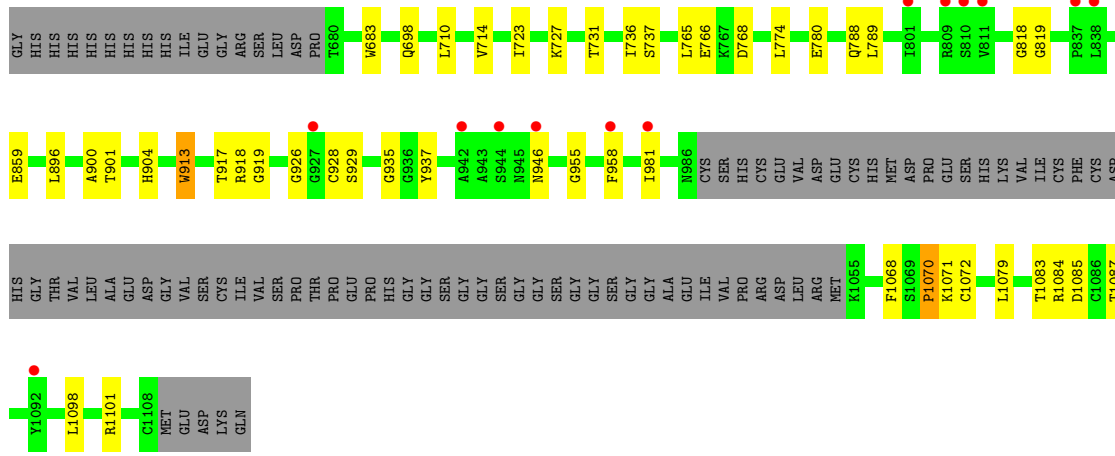 GLY HIS HIS HIS HIS HIS HIS HIS HIS HIS HIS ILE GLU GLY ARG SER LEU ASP PRO T680 W683 Q698 L710 V714 I723 K727 T731 I736 S737 L765 E766 K767 D768 L774 E780 Q788 L789 I801 R809 S810 V811 G818 G819 P837 L838
E859 L896 A900 T901 H904 W913 T917 R918 G919 G926 G927 C928 S929 G935 G936 Y937 A942 A943 S944 N945 N946 G955 F958 I981 N986 CYS SER HIS CYS GLY VAL ASP GLU CYS HIS MET ASP PRO GLU SER HIS LYS VAL ILE CYS PHE CYS ASP
HIS GLY THR VAL LEU ALA GLU ASP GLY VAL SER CYS ILE VAL SER PRO THR PRO GLU PRO HIS GLY GLY SER GLY GLY SER GLY GLY SER GLY GLY SER GLY GLY ALA GLU ILE VAL PRO ARG ASP LEU ARG MET K1055 F1068 S1069 P1070 K1071 C1072 L1079 T1083 R1084 D1085 C1086 T1087
Y1092 L1098 R1101 C1108 MET GLU ASP LYS GLN